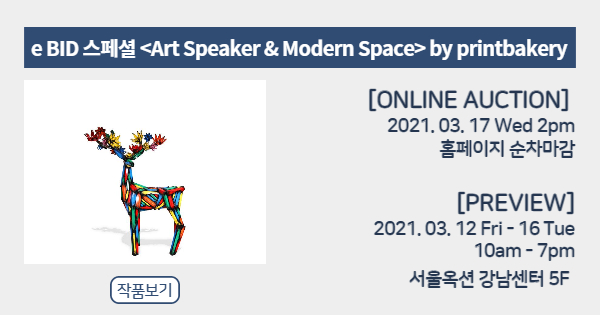 e BID 스페셜 <Art Speaker & Modern Space> by printbakery
[ONLINE AUCTION]
2021. 03. 17 Wed 2pm
홈페이지 순차마감
[PREVIEW]
2021. 03. 12 Fri - 16 Tue
10am - 7pm
서울옥션 강남센터 5F
작품보기